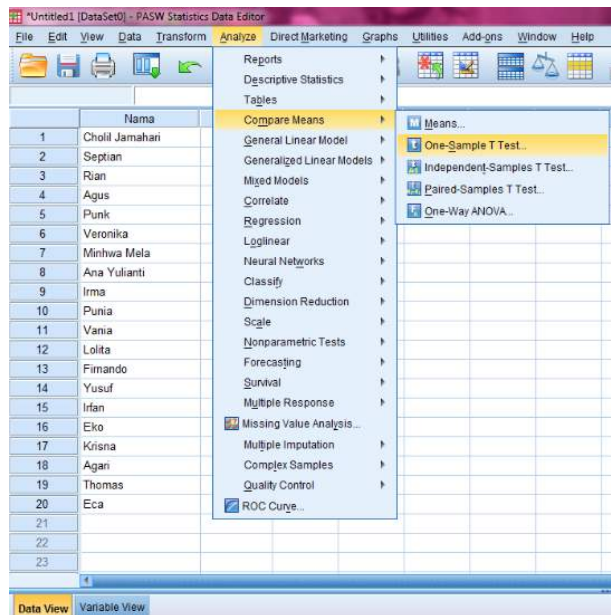 *Untitled1 [DataSet0] - PASW Statistics Data Editor
File Edit View Data Transform Analyze Direct Marketing Graphs Utilities Add-ons Window Help
Reports
Descriptive Statistics
Tables
Compare Means
General Linear Model
Generalized Linear Models
Mixed Models
Correlate
Regression
Loglinear
Neural Networks
Classify
Dimension Reduction
Scale
Nonparametric Tests
Forecasting
Survival
Multiple Response
Missing Value Analysis...
Multiple Imputation
Complex Samples
Quality Control
ROC Curve...
Means...
One-Sample T Test...
Independent-Samples T Test...
Paired-Samples T Test...
One-Way ANOVA...
Nama
1 Cholil Jamahari
2 Septian
3 Rian
4 Agus
5 Punk
6 Veronika
7 Minhwa Mela
8 Ana Yulianti
9 Irma
10 Punia
11 Vania
12 Lolita
13 Firnando
14 Yusuf
15 Irfan
16 Eko
17 Krisna
18 Agari
19 Thomas
20 Eca
21
22
23
Data View Variable View